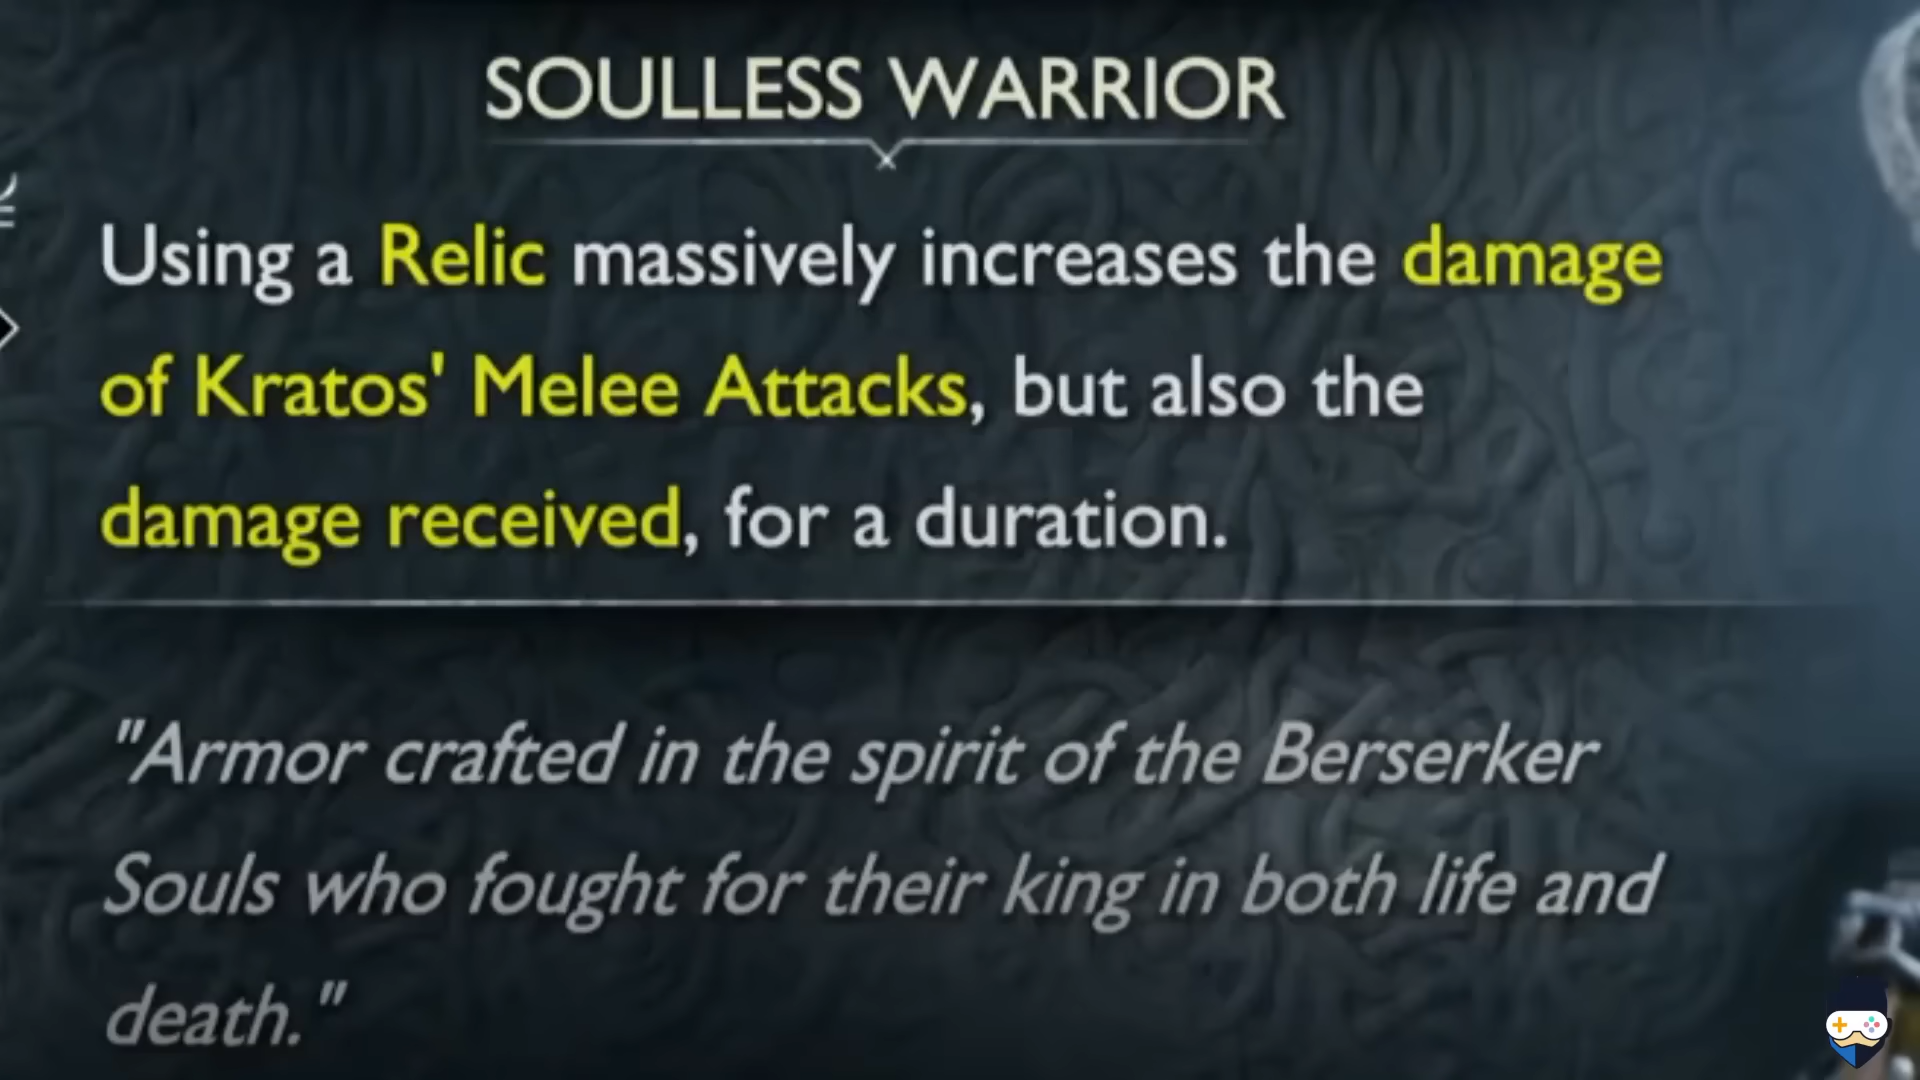 SOULLESS WARRIOR
Using a Relic massively increases the damage
of Kratos' Melee Attacks, but also the
damage received, for a duration.
"Armor crafted in the spirit of the Berserker
Souls who fought for their king in both life and
death."